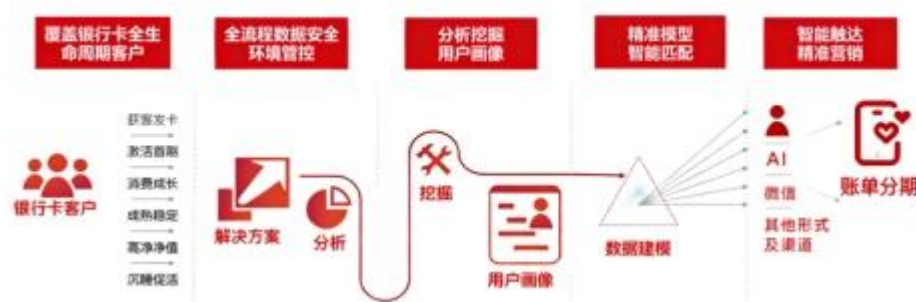 覆盖银行卡全生
命周期客户
全流程数据安全
环境管控
分析挖掘
用户画像
精准模型
智能匹配
智能触达
精准营销
获客发卡
激活首刷
消费成长
成熟稳定
高净净值
沉睡促活
银行卡客户
解决方案
分析
挖掘
用户画像
数据建模
AI
微信
其他形式
及渠道
账单分期